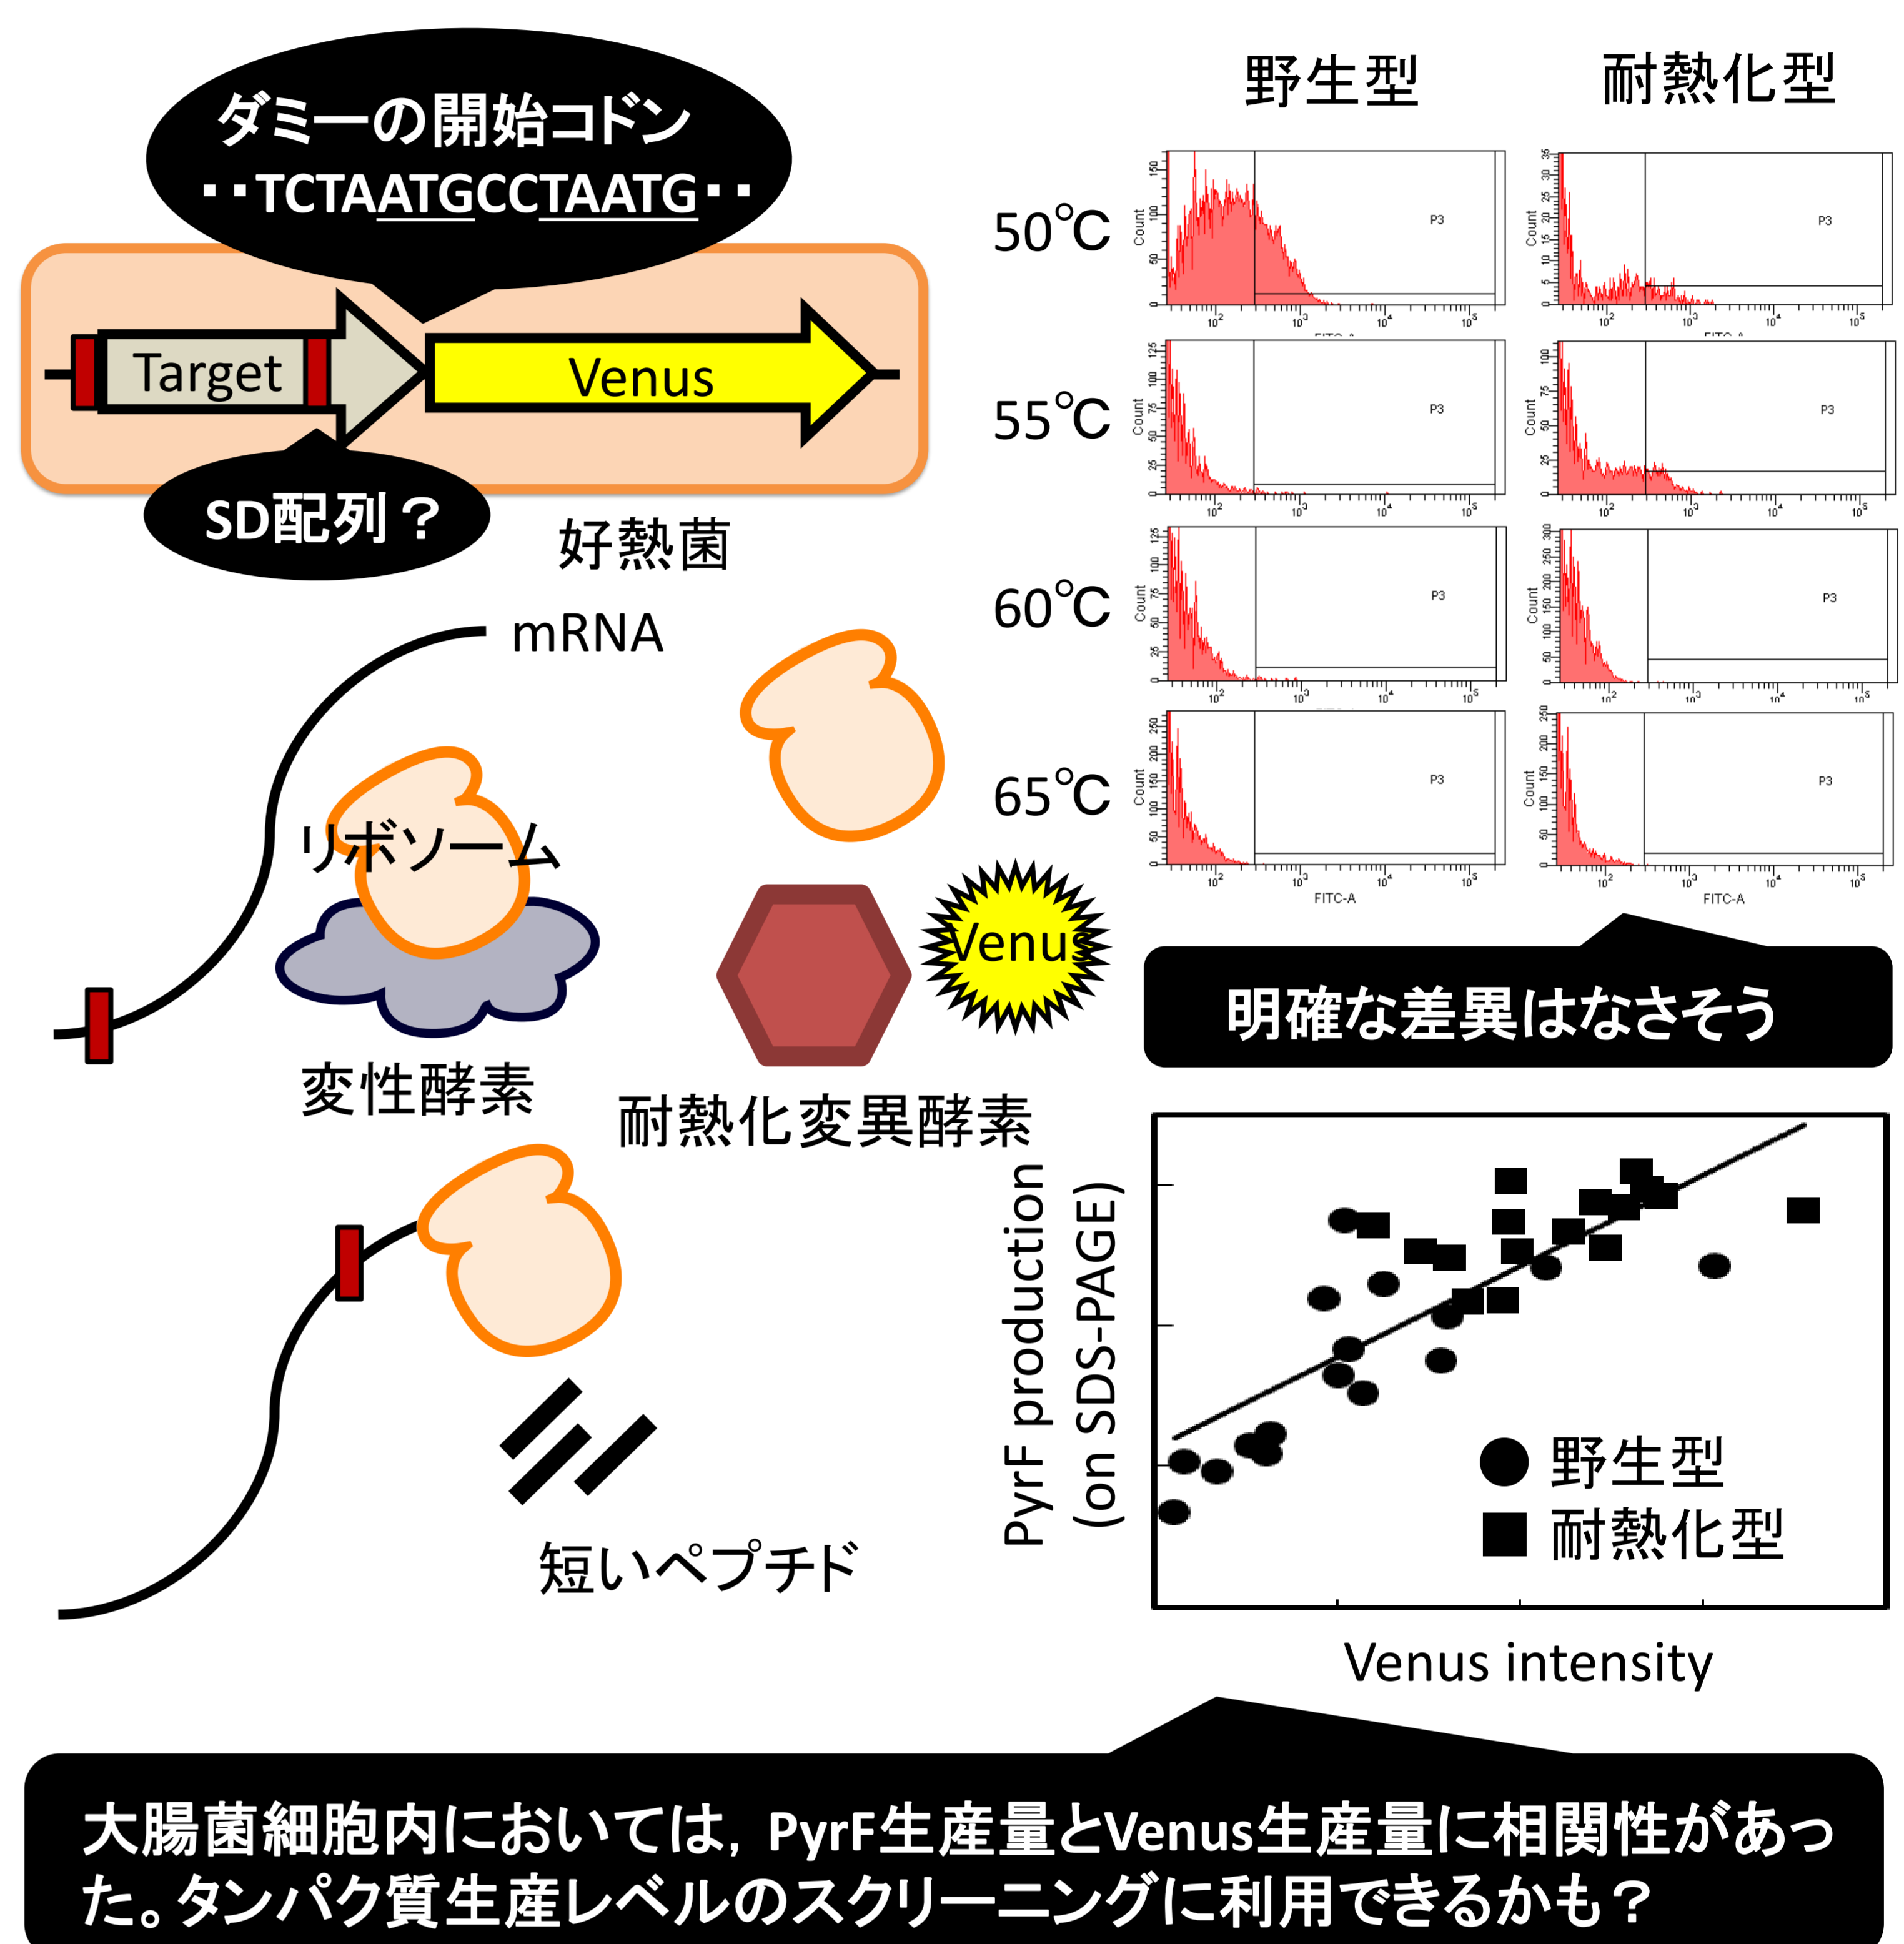 ダミーの開始コドン
‥TCTAATGCCTAATG‥
Target
Venus
SD配列？
好熱菌
mRNA
リボソーム
Venus
変性酵素
耐熱化変異酵素
短いペプチド
野生型
耐熱化型
50℃
55℃
60℃
65℃
Count
P3
FITC-A
明確な差異はなさそう
PyrF production
(on SDS-PAGE)
野生型
耐熱化型
Venus intensity
大腸菌細胞内においては，PyrF生産量とVenus生産量に相関性があっ
た。タンパク質生産レベルのスクリーニングに利用できるかも？